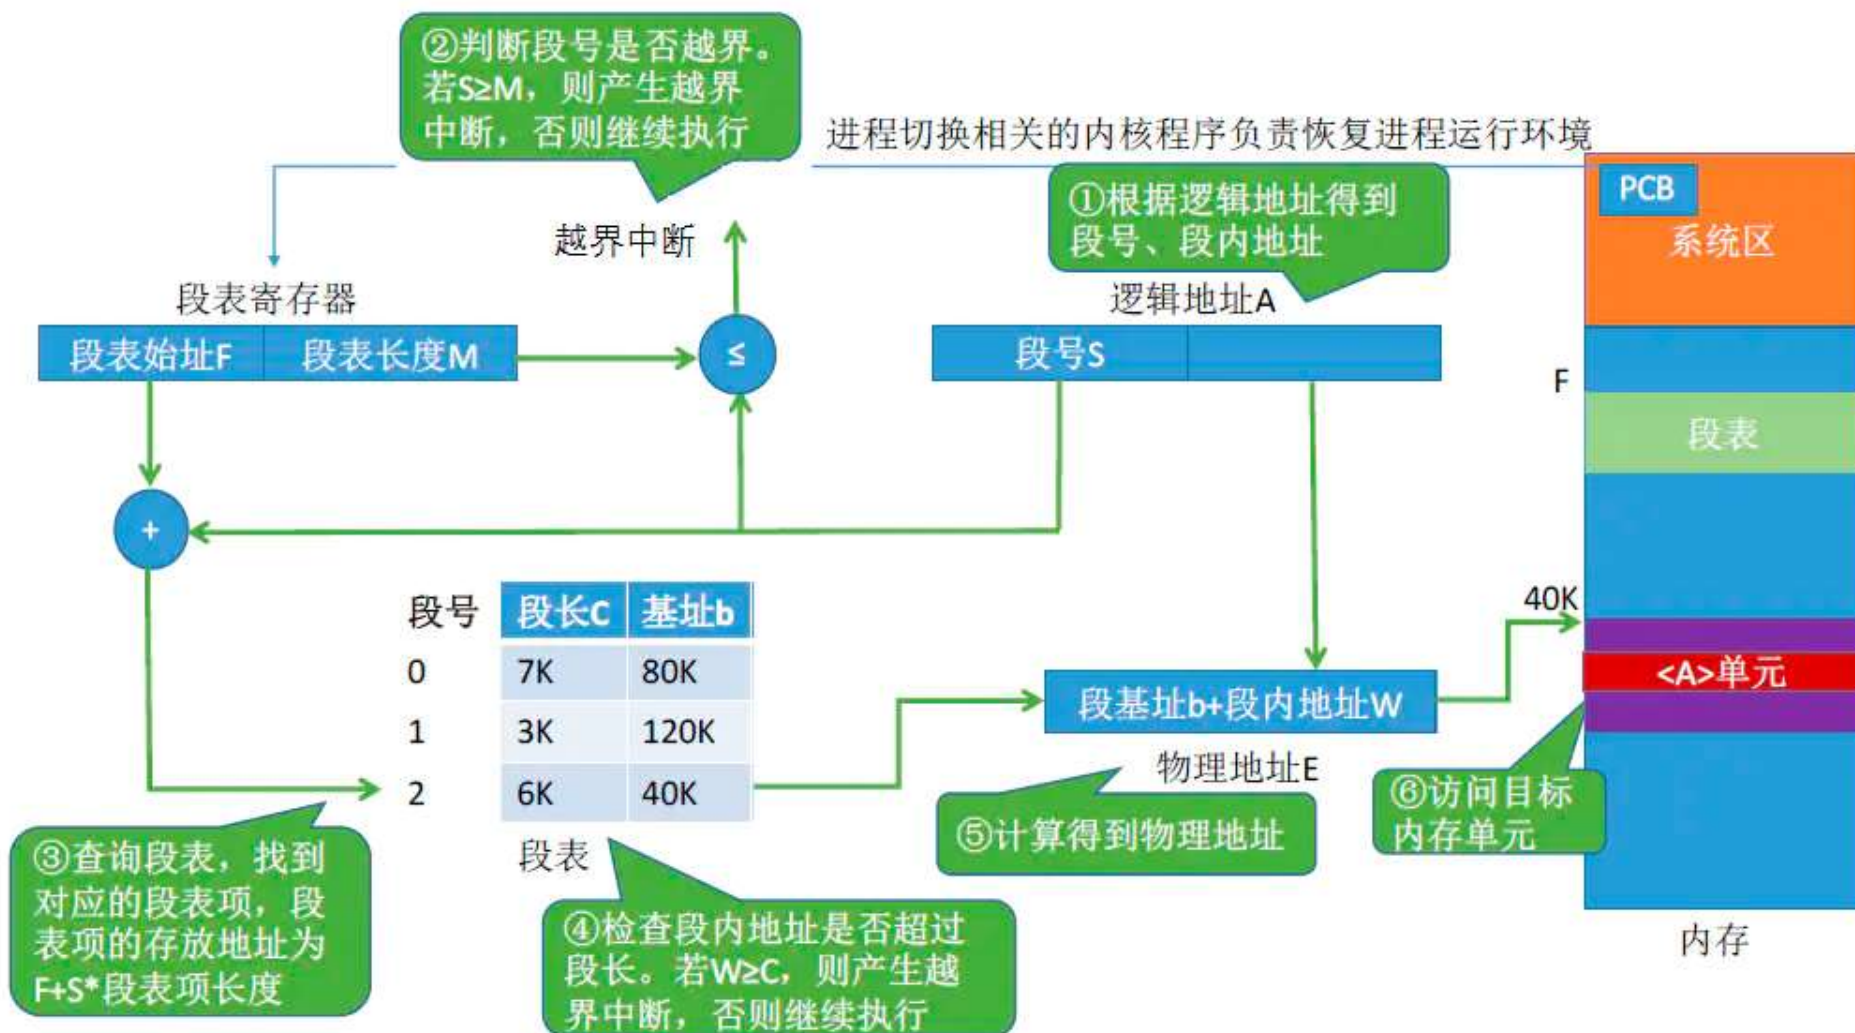 ②判断段号是否越界。
若S≥M，则产生越界
中断，否则继续执行
进程切换相关的内核程序负责恢复进程运行环境
①根据逻辑地址得到
段号、段内地址
PCB
系统区
越界中断
段表寄存器
逻辑地址A
段表始址F 段表长度M
≤
段号S
F
段表
+
40K
段号 段长C 基址b
0 7K 80K
1 3K 120K
2 6K 40K
段表
<A>单元
段基址b+段内地址W
物理地址E
③查询段表，找到
对应的段表项，段
表项的存放地址为
F+S*段表项长度
④检查段内地址是否超过
段长。若W≥C，则产生越
界中断，否则继续执行
⑤计算得到物理地址
⑥访问目标
内存单元
内存